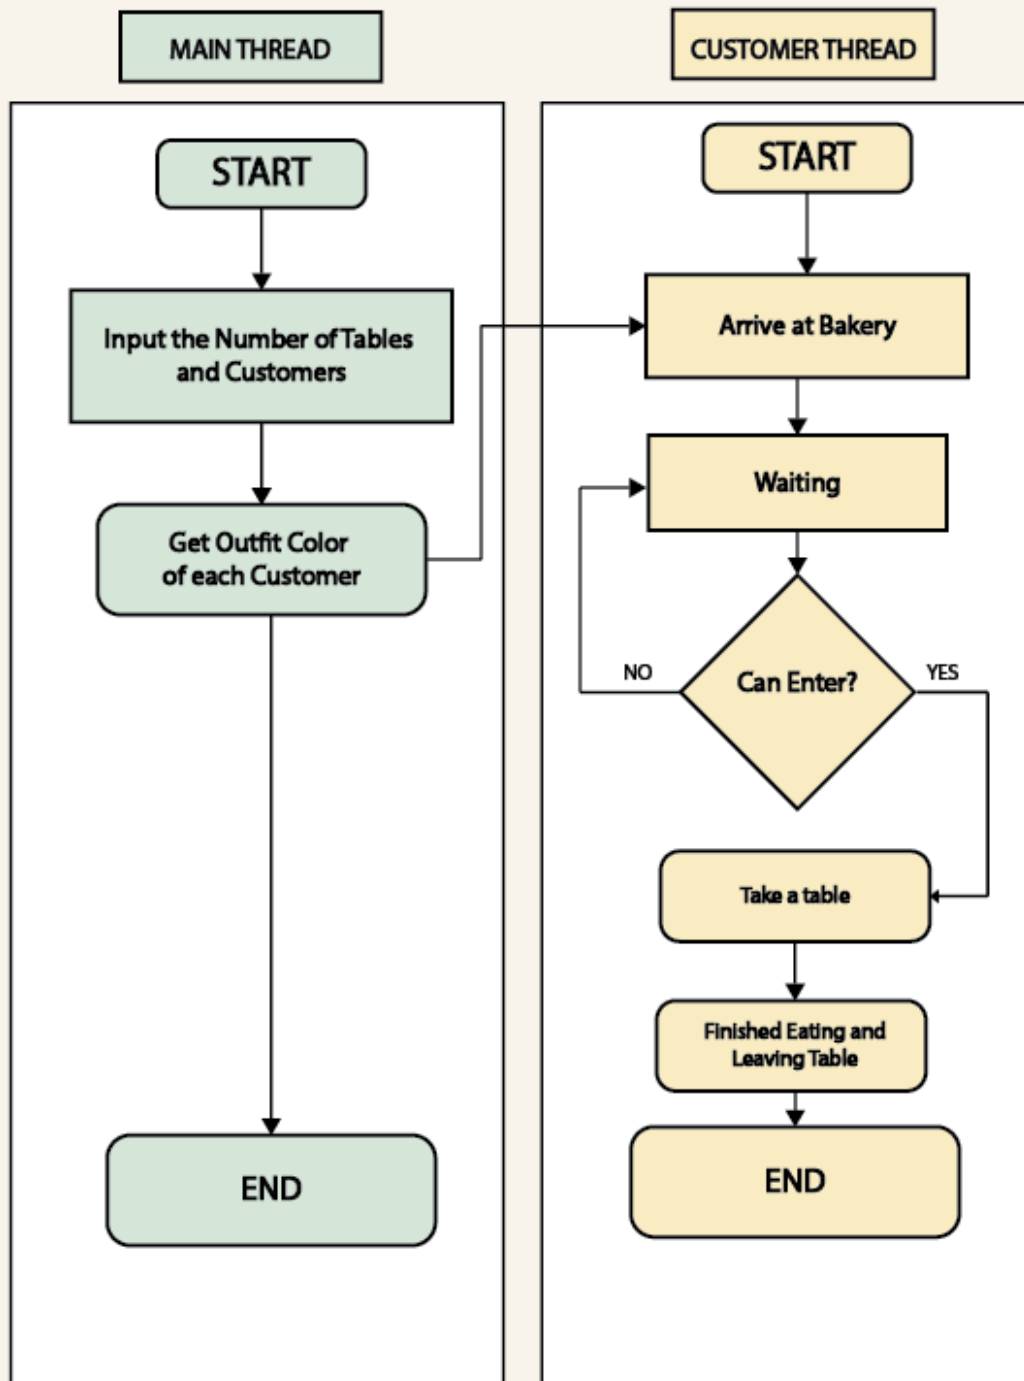 MAIN THREAD
START
Input the Number of Tables
and Customers
Get Outfit Color
of each Customer
END
CUSTOMER THREAD
START
Arrive at Bakery
Waiting
Can Enter?
NO
YES
Take a table
Finished Eating and
Leaving Table
END